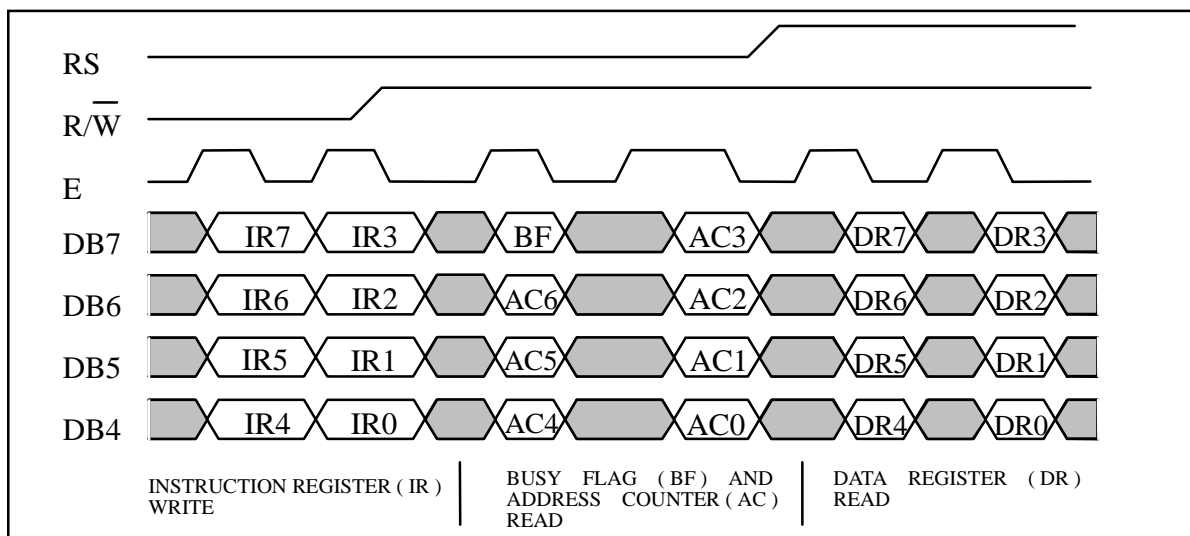 RS
R/W
E
DB7 IR7 IR3 BF AC3 DR7 DR3
DB6 IR6 IR2 AC6 AC2 DR6 DR2
DB5 IR5 IR1 AC5 AC1 DR5 DR1
DB4 IR4 IR0 AC4 AC0 DR4 DR0
INSTRUCTION REGISTER ( IR )
WRITE
BUSY FLAG ( BF ) AND
ADDRESS COUNTER ( AC )
READ
DATA REGISTER ( DR )
READ